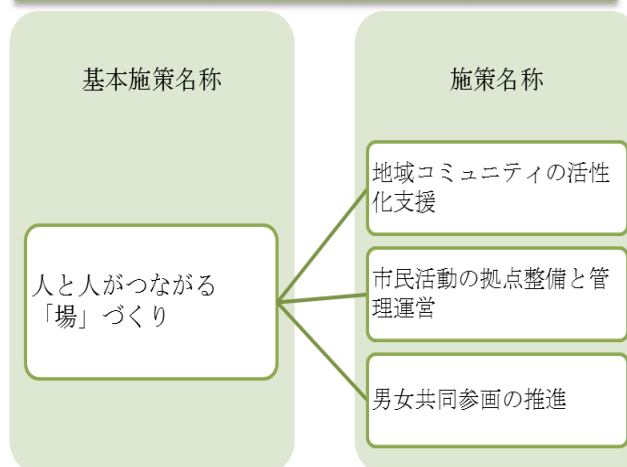 基本施策名称
施策名称
人と人がつながる
「場」づくり
地域コミュニティの活性
化支援
市民活動の拠点整備と管
理運営
男女共同参画の推進